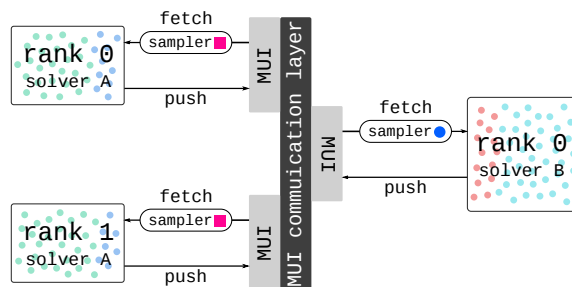 fetch
sampler
rank 0
solver A
push
MUI
MUI commuication layer
MUI
fetch
sampler
rank 0
solver B
push
fetch
sampler
rank 1
solver A
push
MUI